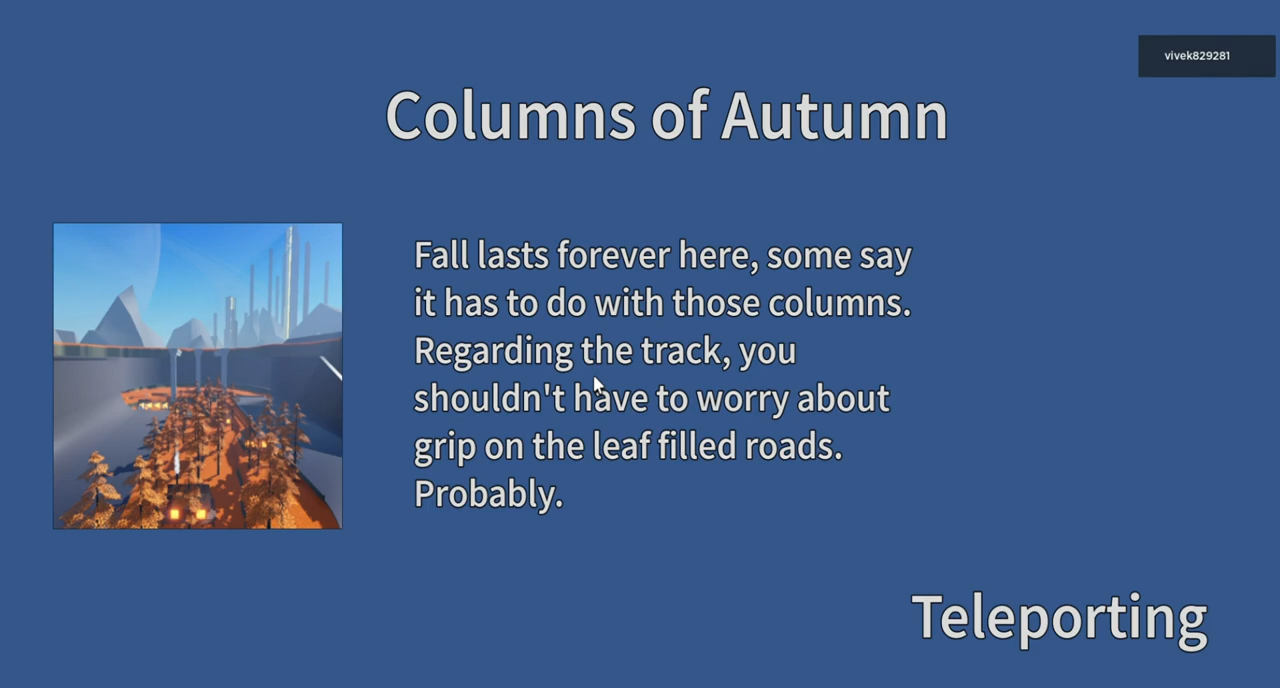 vivek829281
Columns of Autumn
Fall lasts forever here, some say
it has to do with those columns.
Regarding the track, you
shouldn't have to worry about
grip on the leaf filled roads.
Probably.
Teleporting